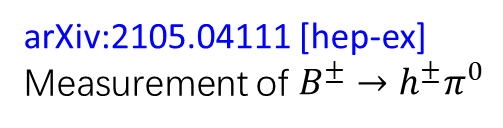 arXiv:2105.04111 [hep-ex]
Measurement of B± → h±π⁰